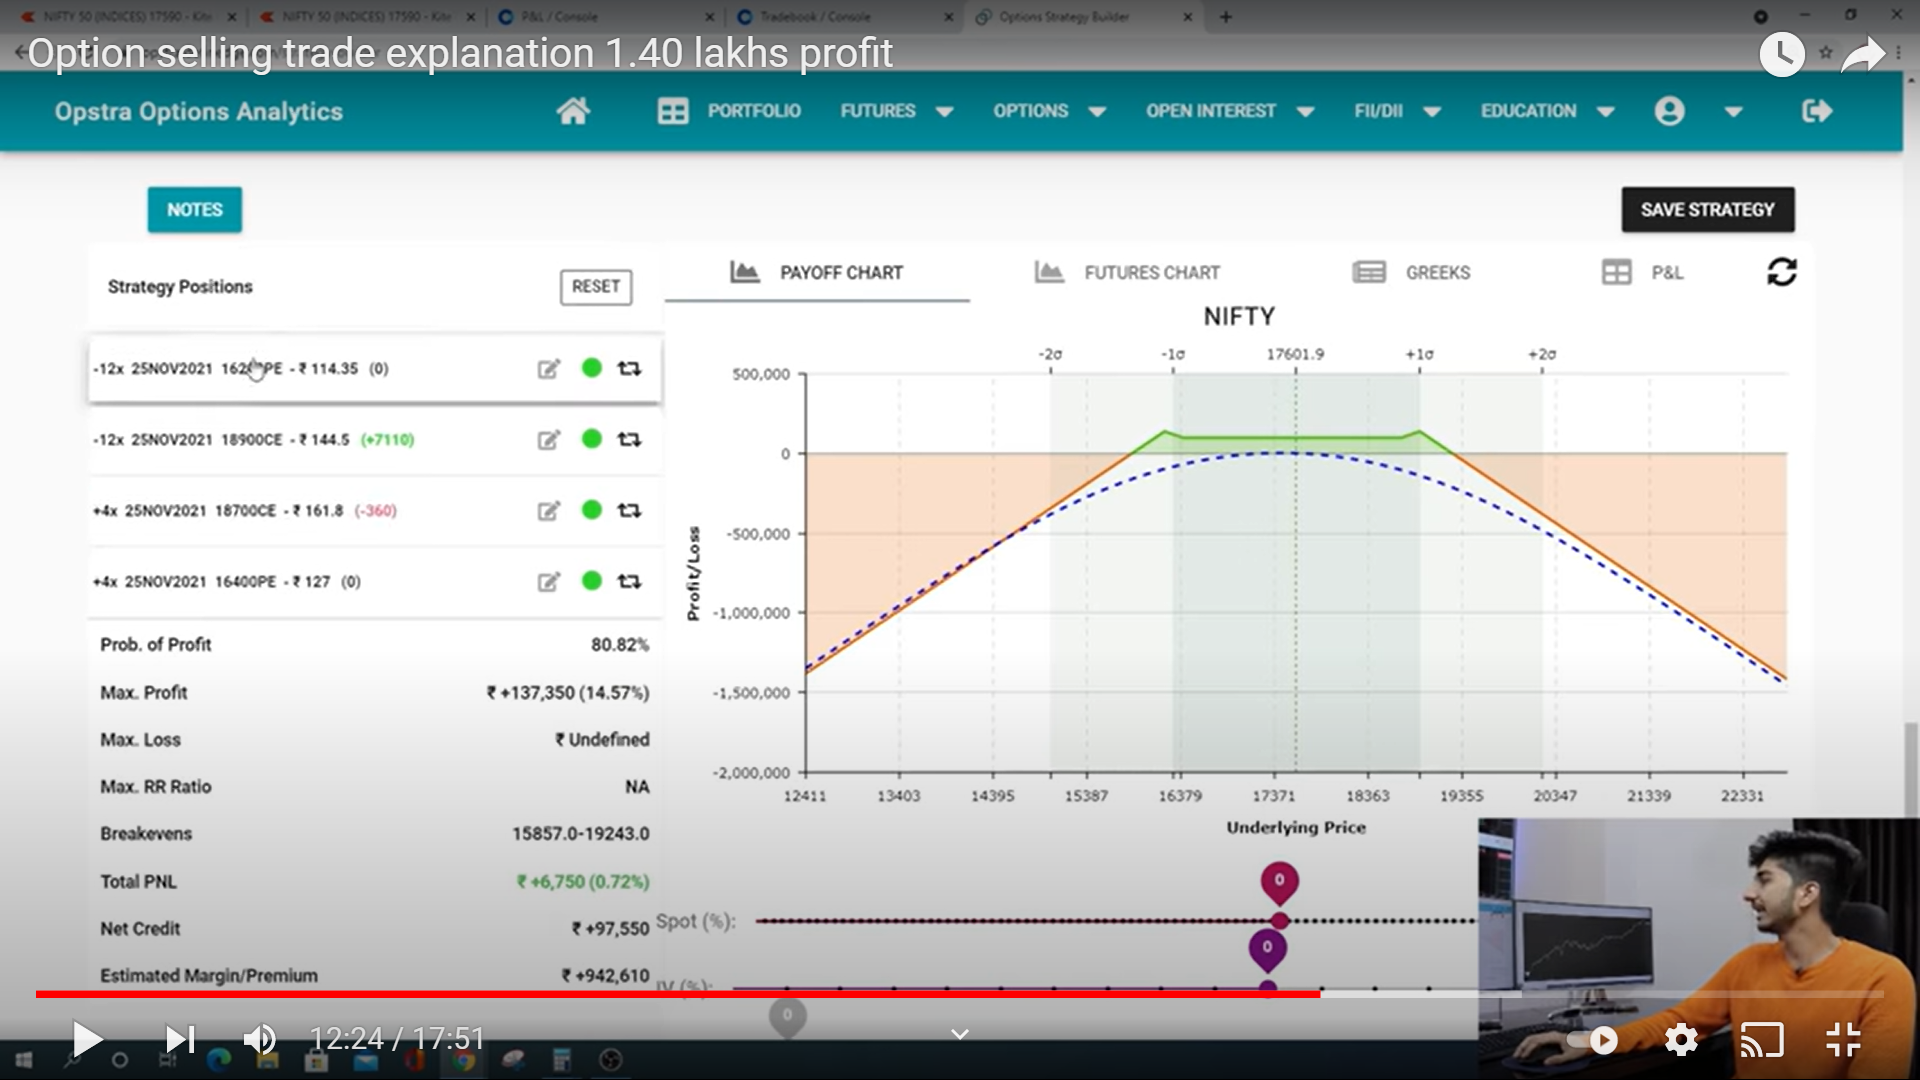 NIFTY 50 (INDICES) 17590 - Kite
NIFTY 50 (INDICES) 17590 - Kite
P&L / Console
Tradebook / Console
Options Strategy Builder
Option selling trade explanation 1.40 lakhs profit
Opstra Options Analytics
PORTFOLIO
FUTURES
OPTIONS
OPEN INTEREST
FII/DII
EDUCATION
NOTES
SAVE STRATEGY
Strategy Positions
RESET
PAYOFF CHART
FUTURES CHART
GREEKS
P&L
-12x 25NOV2021 - ₹ 114.35 (0)
-12x 25NOV2021 18900CE - ₹ 144.5 (+7110)
+4x 25NOV2021 18700CE - ₹ 161.8 (-360)
+4x 25NOV2021 16400PE - ₹ 127 (0)
Prob. of Profit 80.82%
Max. Profit ₹ +137,350 (14.57%)
Max. Loss ₹ Undefined
Max. RR Ratio NA
Breakevens 15857.0-19243.0
Total PNL ₹ +6,750 (0.72%)
Net Credit ₹ +97,550
Estimated Margin/Premium ₹ +942,610
NIFTY
-2σ -1σ 17601.9 +1σ +2σ
500,000
0
-500,000
-1,000,000
-1,500,000
-2,000,000
Profit/Loss
12411 13403 14395 15387 16379 17371 18363 19355 20347 21339 22331
Underlying Price
0
Spot (%):
0
IV (%):
0
12:24 / 17:51